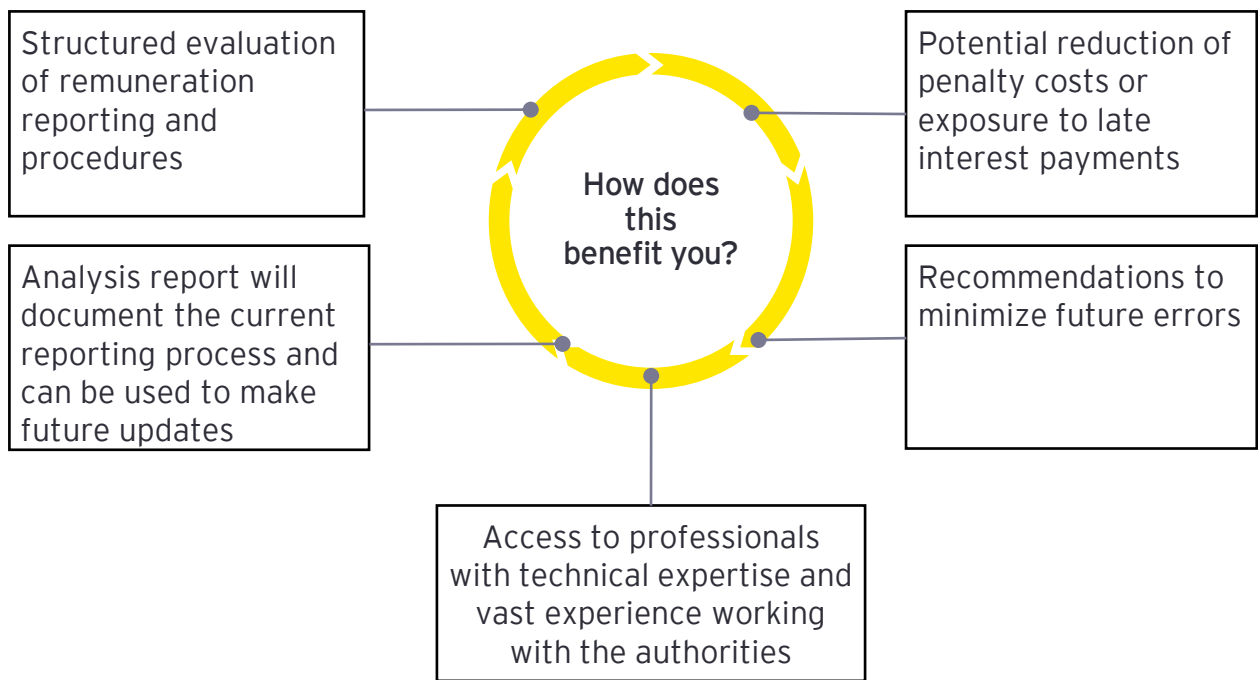 Structured evaluation
of remuneration
reporting and
procedures
Potential reduction of
penalty costs or
exposure to late
interest payments
How does
this
benefit you?
Analysis report will
document the current
reporting process and
can be used to make
future updates
Recommendations to
minimize future errors
Access to professionals
with technical expertise and
vast experience working
with the authorities